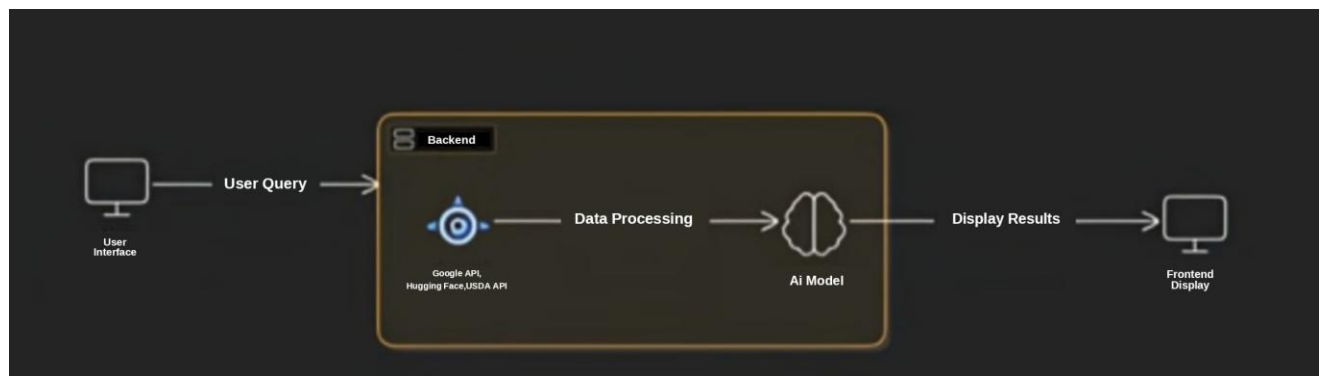 Backend
User Query
User
Interface
Data Processing
Google API,
Hugging Face,USDA API
Ai Model
Display Results
Frontend
Display